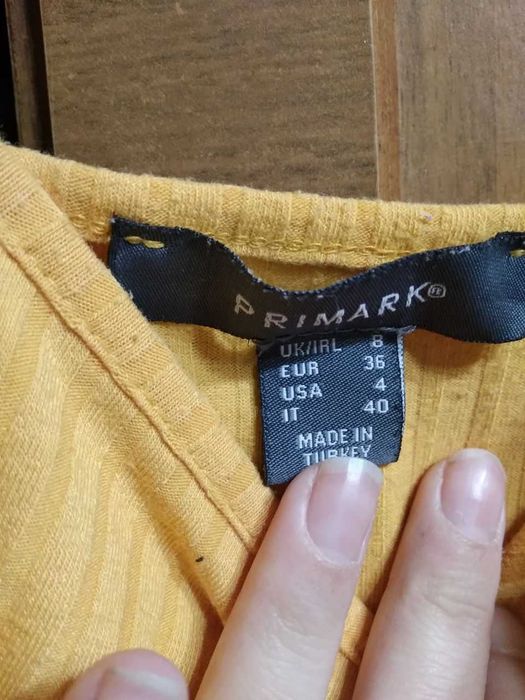 PRIMARK®
UK/IRL 8
EUR 36
USA 4
IT 40
MADE IN
TURKEY